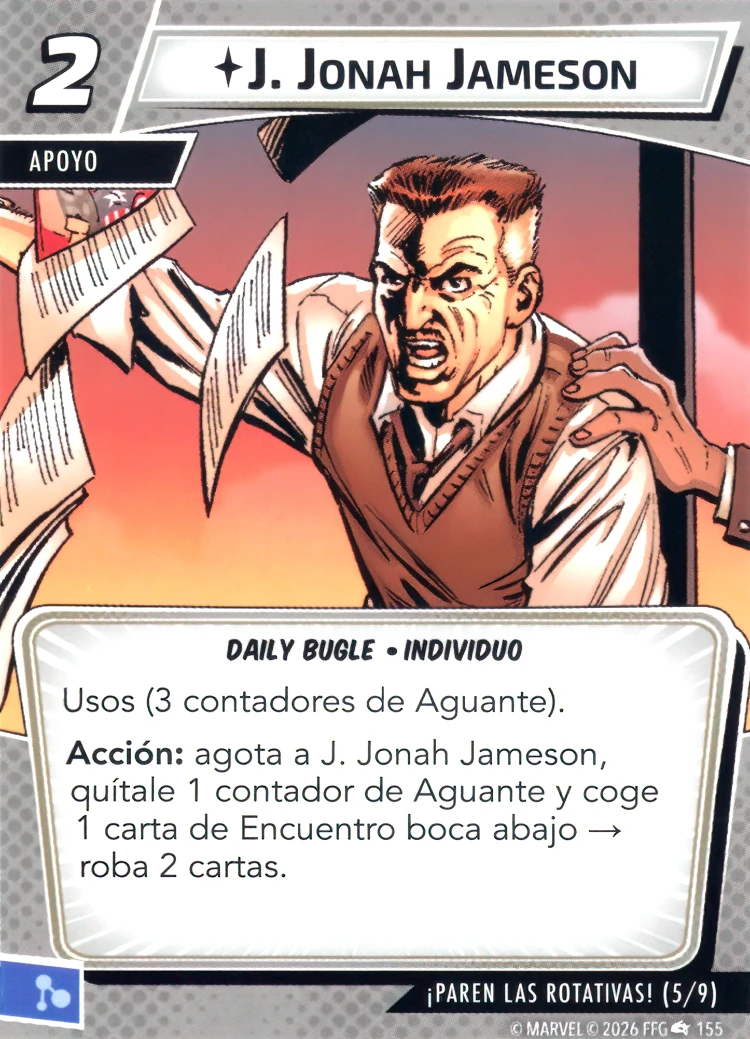 2
J. JONAH JAMESON
APOYO
DAILY BUGLE • INDIVIDUO
Usos (3 contadores de Aguante).
Acción: agota a J. Jonah Jameson,
quítale 1 contador de Aguante y coge
1 carta de Encuentro boca abajo →
roba 2 cartas.
¡PAREN LAS ROTATIVAS! (5/9)
© MARVEL © 2026 FFG 155